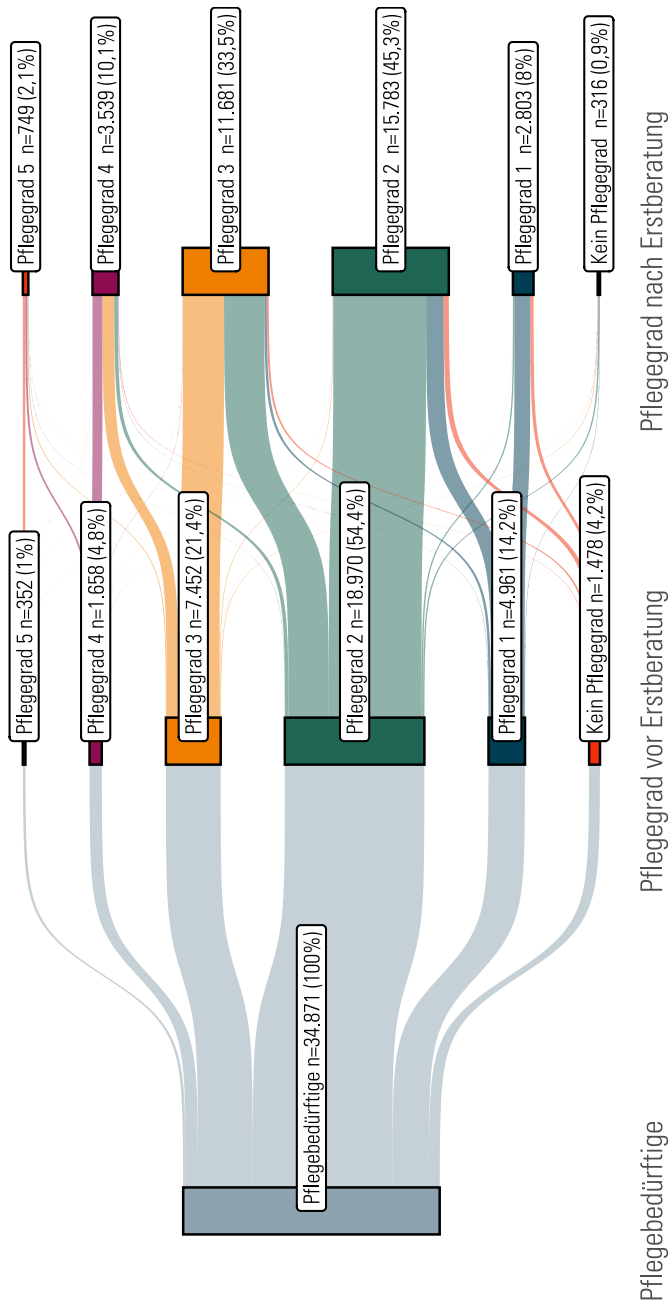 Pflegebedürftige
Pflegegrad vor Erstberatung
Pflegegrad nach Erstberatung
Pflegebedürftige n=34.871 (100%)
Pflegegrad 5 n=352 (1%)
Pflegegrad 4 n=1.658 (4,8%)
Pflegegrad 3 n=7.452 (21,4%)
Pflegegrad 2 n=18.970 (54,4%)
Pflegegrad 1 n=4.961 (14,2%)
Kein Pflegegrad n=1.478 (4,2%)
Pflegegrad 5 n=749 (2,1%)
Pflegegrad 4 n=3.539 (10,1%)
Pflegegrad 3 n=11.681 (33,5%)
Pflegegrad 2 n=15.783 (45,3%)
Pflegegrad 1 n=2.803 (8%)
Kein Pflegegrad n=316 (0,9%)